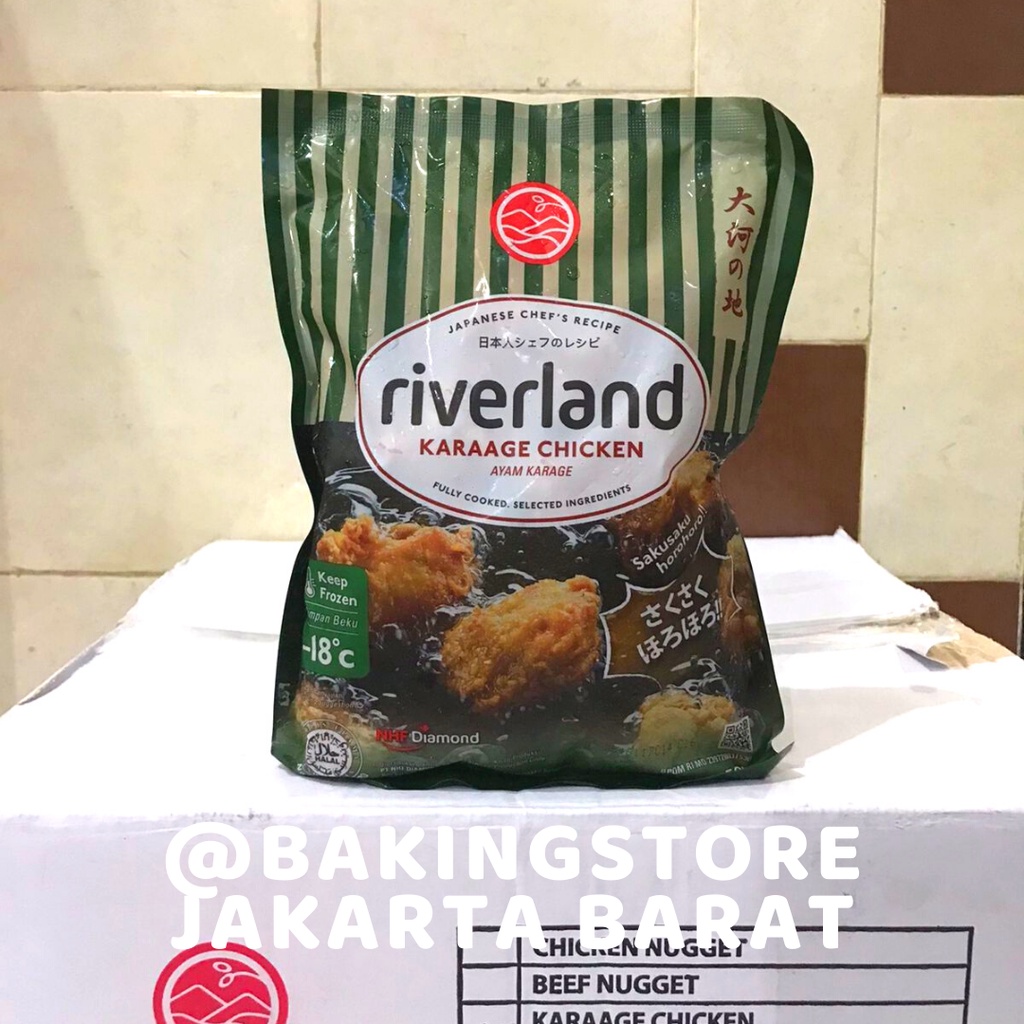 大河の地
JAPANESE CHEF'S RECIPE
日本人シェフのレシピ
riverland
KARAAGE CHICKEN
AYAM KARAGE
FULLY COOKED. SELECTED INGREDIENTS
Sakusaku
horohoro!!
さくさく
ほろほろ!!
Keep
Frozen
Beku
-18°C
NHF Diamond
HALAL
@BAKINGSTORE
JAKARTA BARAT
CHICKEN NUGGET
BEEF NUGGET
KARAAGE CHICKEN